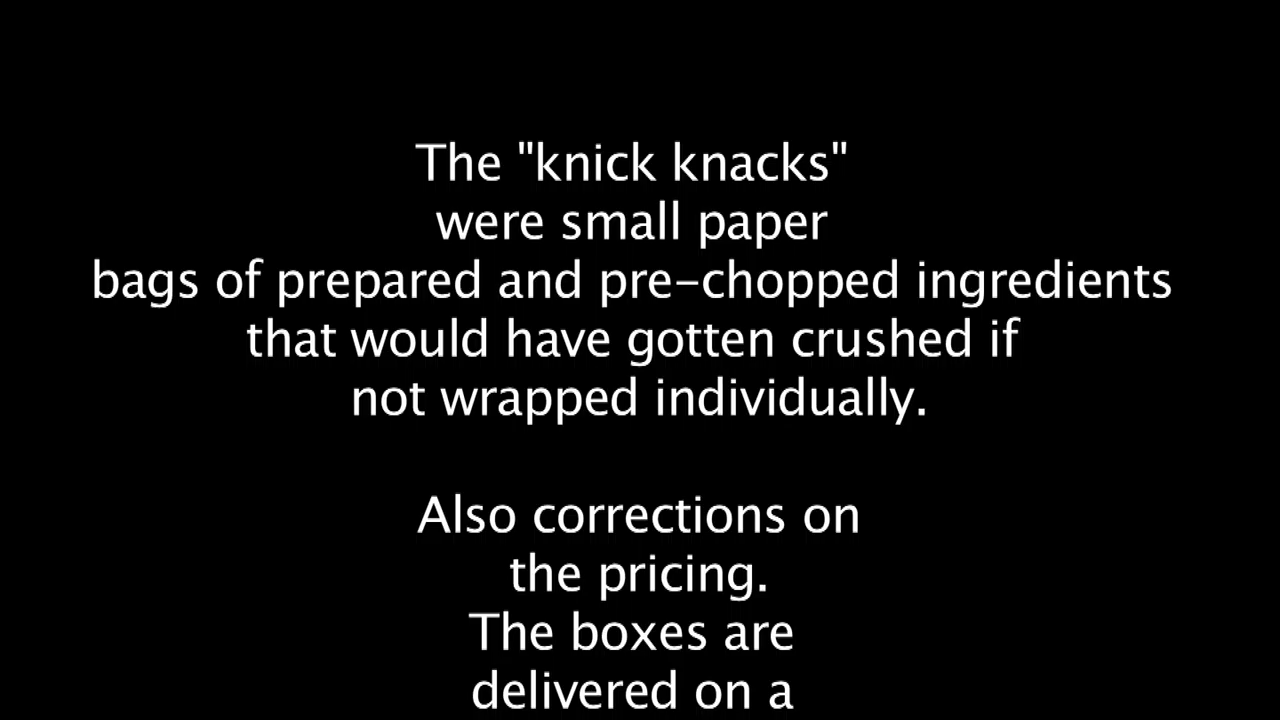 The "knick knacks"
were small paper
bags of prepared and pre-chopped ingredients
that would have gotten crushed if
not wrapped individually.
Also corrections on
the pricing.
The boxes are
delivered on a